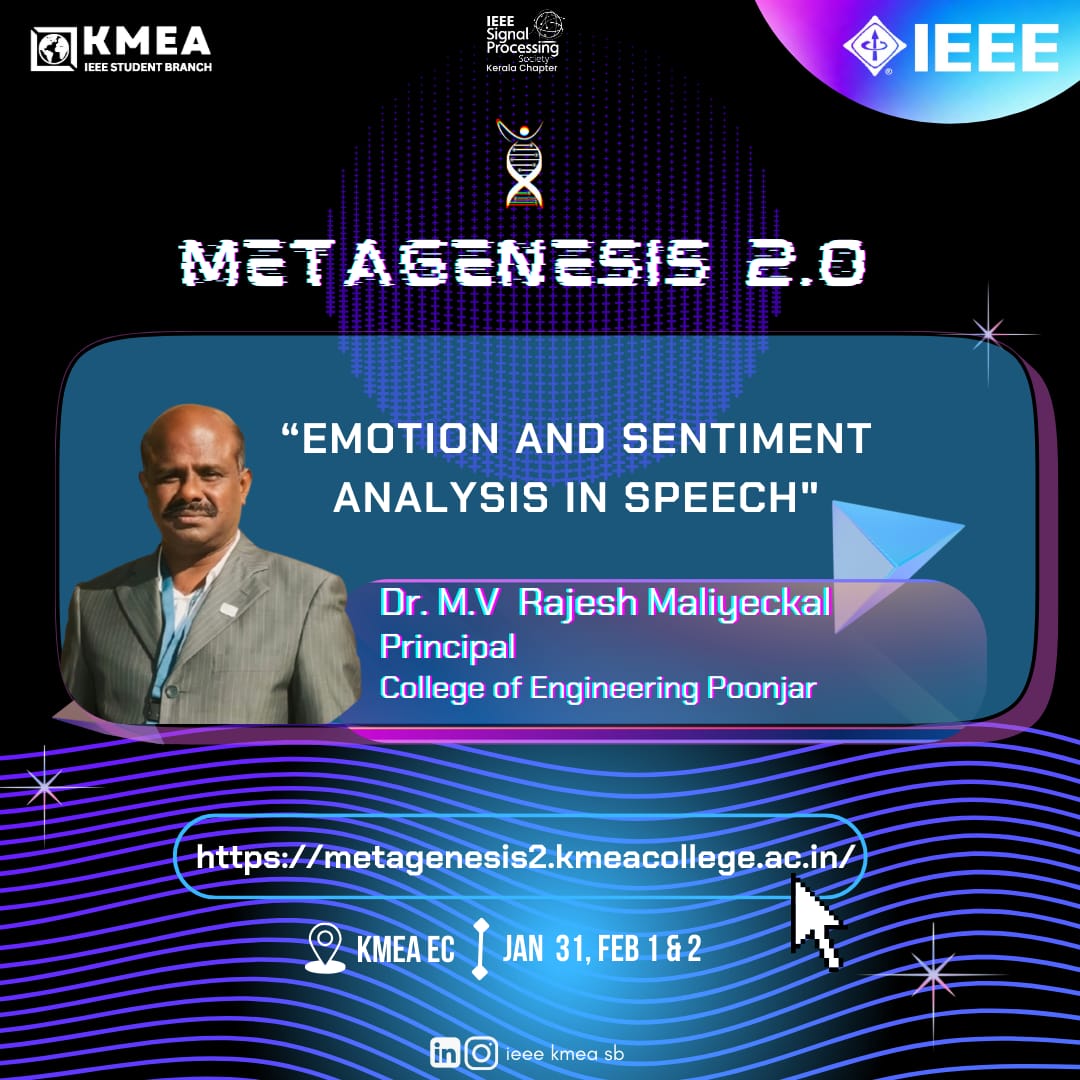 KMEA
IEEE STUDENT BRANCH
IEEE
Signal
Processing
Society
Kerala Chapter
IEEE
®
METAGENESIS 2.0
“EMOTION AND SENTIMENT
ANALYSIS IN SPEECH"
Dr. M.V Rajesh Maliyeckal
Principal
College of Engineering Poonjar
https://metagenesis2.kmeacollege.ac.in/
KMEA EC
JAN 31, FEB 1 & 2
in
ieee kmea sb